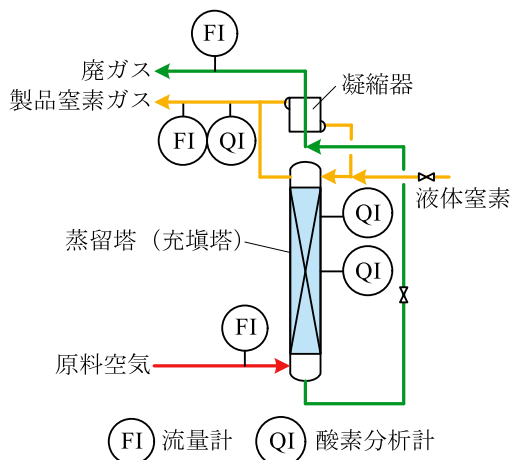 FI
廃ガス
製品窒素ガス
凝縮器
FI
QI
液体窒素
QI
蒸留塔（充塡塔）
QI
FI
原料空気
FI 流量計
QI 酸素分析計